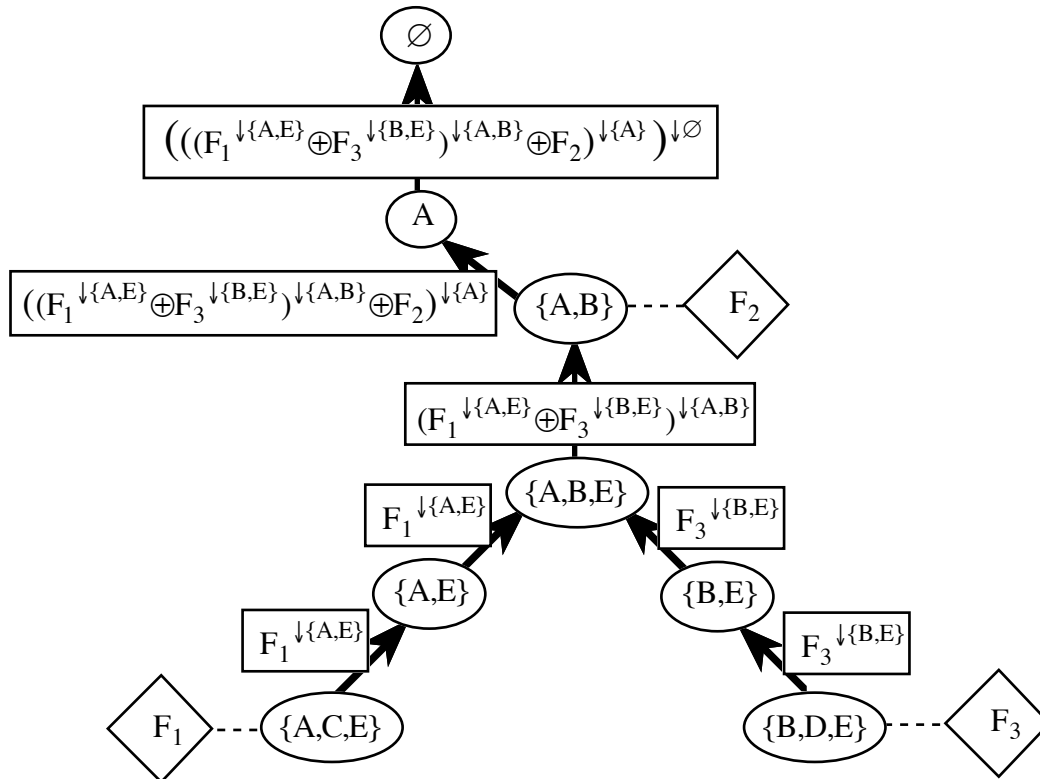 ∅
(((F₁^↓{A,E}⊕F₃^↓{B,E})^↓{A,B}⊕F₂)^↓{A})^↓∅
A
((F₁^↓{A,E}⊕F₃^↓{B,E})^↓{A,B}⊕F₂)^↓{A}
{A,B}
F₂
(F₁^↓{A,E}⊕F₃^↓{B,E})^↓{A,B}
{A,B,E}
F₁^↓{A,E}
F₃^↓{B,E}
{A,E}
{B,E}
F₁^↓{A,E}
F₃^↓{B,E}
F₁
{A,C,E}
{B,D,E}
F₃